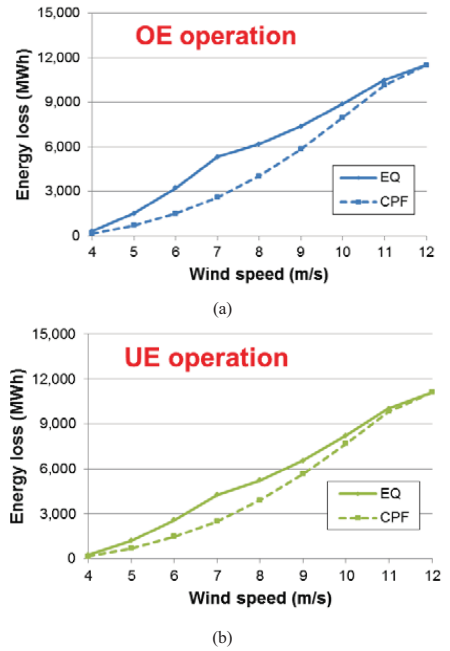 OE operation
15,000
12,000
9,000
6,000
3,000
0
Energy loss (MWh)
EQ
CPF
4 5 6 7 8 9 10 11 12
Wind speed (m/s)
(a)
UE operation
15,000
12,000
9,000
6,000
3,000
0
Energy loss (MWh)
EQ
CPF
4 5 6 7 8 9 10 11 12
Wind speed (m/s)
(b)